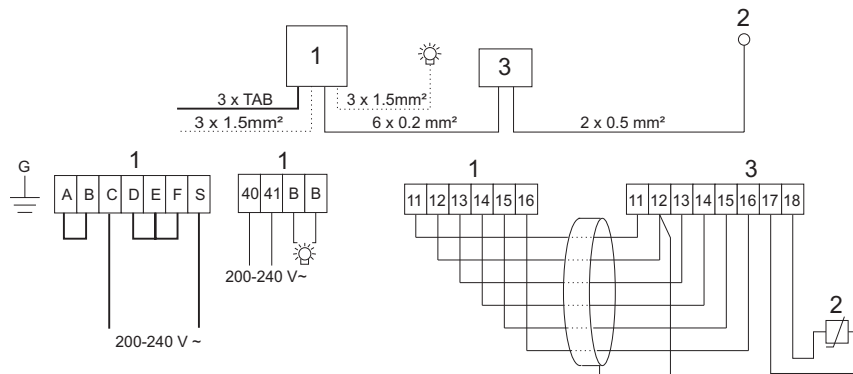 2
1
3
3 x TAB
3 x 1.5mm²
3 x 1.5mm²
6 x 0.2 mm²
2 x 0.5 mm²
G
1
1
1
3
A B C D E F S
40 41 B B
11 12 13 14 15 16
11 12 13 14 15 16 17 18
200-240 V~
2
200-240 V ~